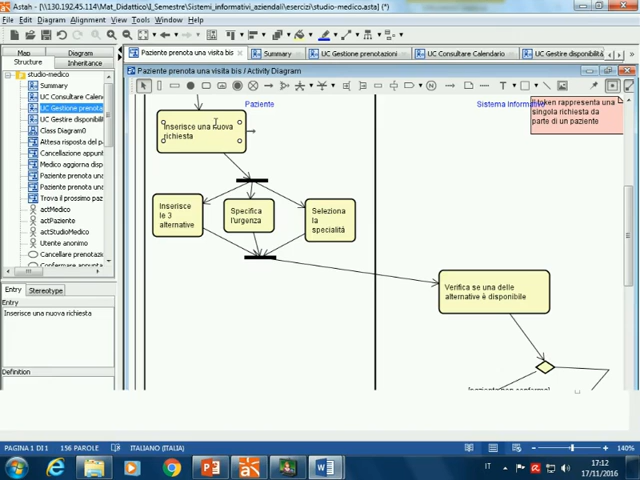 Astah - [\\130.192.45.114\Mat_Didattico\I_Semestre\Sistemi_informativi_aziendali\esercizi\studio-medico.asta] (*)
File Edit Diagram Alignment View Tool Window Help
Map Diagram
Structure Inheritance
studio-medico
Summary
UC Consultare Calen
UC Gestione prenota
UC Gestire disponibil
Class Diagram0
Attesa risposta del p
Cancellazione appunt
Medico aggiorna disp
Paziente prenota una
Paziente prenota una
Trova il prossimo paz
actMedico
actPaziente
actStudioMedico
Utente anonimo
Cancellare prenotazi
Confermare appunta
Entry Stereotype
Entry
Inserisce una nuova richiesta
Definition
Paziente prenota una visita bis
Summary
UC Gestione prenotazioni
UC Consultare Calendario
UC Gestire disponibilità
Paziente prenota una visita bis / Activity Diagram
Paziente
Sistema Informativo
Il token rappresenta una
singola richiesta da
parte di un paziente
Inserisce una nuova
richiesta
Inserisce
le 3
alternative
Specifica
l'urgenza
Seleziona
la
specialità
Verifica se una delle
alternative è disponibile
PAGINA 1 DI 1 156 PAROLE ITALIANO (ITALIA) 140%
IT 17:12
17/11/2016